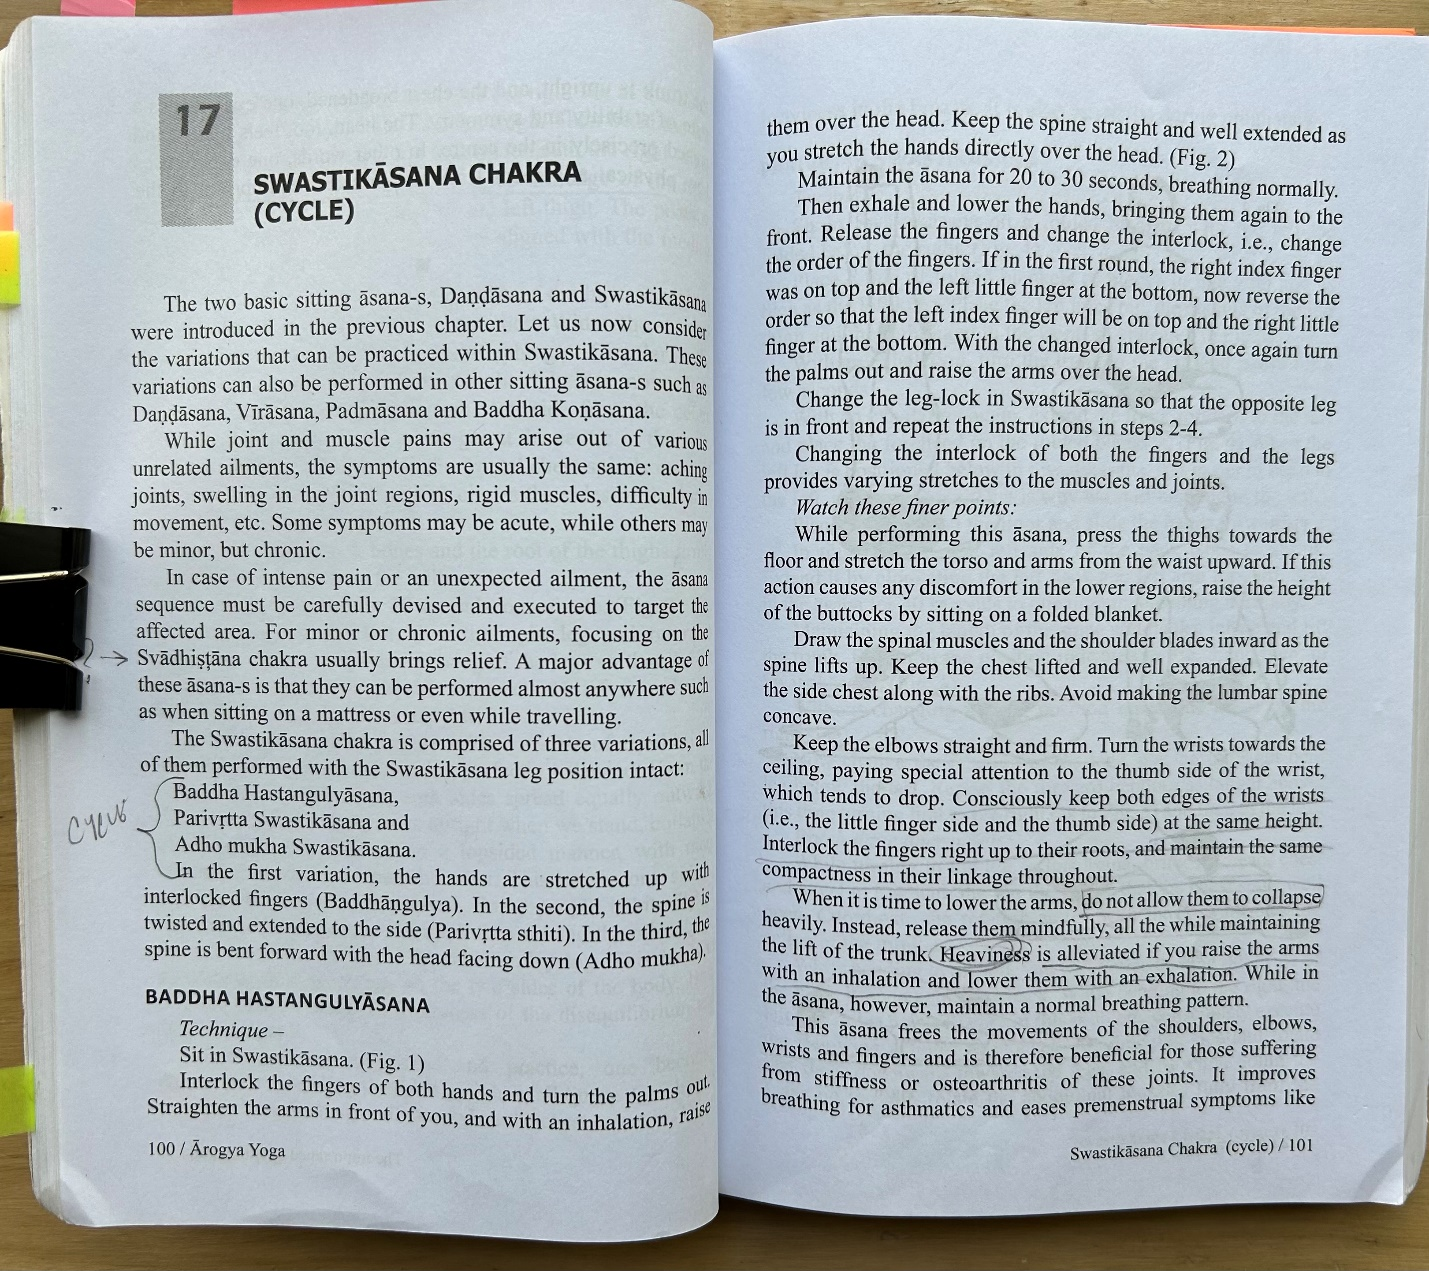 17
SWASTIKĀSANA CHAKRA
(CYCLE)
The two basic sitting āsana-s, Daṇḍāsana and Swastikāsana
were introduced in the previous chapter. Let us now consider
the variations that can be practiced within Swastikāsana. These
variations can also be performed in other sitting āsana-s such as
Daṇḍāsana, Vīrāsana, Padmāsana and Baddha Koṇāsana.
While joint and muscle pains may arise out of various
unrelated ailments, the symptoms are usually the same: aching
joints, swelling in the joint regions, rigid muscles, difficulty in
movement, etc. Some symptoms may be acute, while others may
be minor, but chronic.
In case of intense pain or an unexpected ailment, the āsana
sequence must be carefully devised and executed to target the
affected area. For minor or chronic ailments, focusing on the
? → Svādhiṣṭāna chakra usually brings relief. A major advantage of
these āsana-s is that they can be performed almost anywhere such
as when sitting on a mattress or even while travelling.
The Swastikāsana chakra is comprised of three variations, all
of them performed with the Swastikāsana leg position intact:
Baddha Hastangulyāsana,
CYCLE
Parivṛtta Swastikāsana and
Adho mukha Swastikāsana.
In the first variation, the hands are stretched up with
interlocked fingers (Baddhāṇgulya). In the second, the spine is
twisted and extended to the side (Parivṛtta sthiti). In the third, the
spine is bent forward with the head facing down (Adho mukha).
BADDHA HASTANGULYĀSANA
Technique –
Sit in Swastikāsana. (Fig. 1)
Interlock the fingers of both hands and turn the palms out.
Straighten the arms in front of you, and with an inhalation, raise
100 / Ārogya Yoga
them over the head. Keep the spine straight and well extended as
you stretch the hands directly over the head. (Fig. 2)
Maintain the āsana for 20 to 30 seconds, breathing normally.
Then exhale and lower the hands, bringing them again to the
front. Release the fingers and change the interlock, i.e., change
the order of the fingers. If in the first round, the right index finger
was on top and the left little finger at the bottom, now reverse the
order so that the left index finger will be on top and the right little
finger at the bottom. With the changed interlock, once again turn
the palms out and raise the arms over the head.
Change the leg-lock in Swastikāsana so that the opposite leg
is in front and repeat the instructions in steps 2-4.
Changing the interlock of both the fingers and the legs
provides varying stretches to the muscles and joints.
Watch these finer points:
While performing this āsana, press the thighs towards the
floor and stretch the torso and arms from the waist upward. If this
action causes any discomfort in the lower regions, raise the height
of the buttocks by sitting on a folded blanket.
Draw the spinal muscles and the shoulder blades inward as the
spine lifts up. Keep the chest lifted and well expanded. Elevate
the side chest along with the ribs. Avoid making the lumbar spine
concave.
Keep the elbows straight and firm. Turn the wrists towards the
ceiling, paying special attention to the thumb side of the wrist,
which tends to drop. Consciously keep both edges of the wrists
(i.e., the little finger side and the thumb side) at the same height.
Interlock the fingers right up to their roots, and maintain the same
compactness in their linkage throughout.
When it is time to lower the arms, do not allow them to collapse
heavily. Instead, release them mindfully, all the while maintaining
the lift of the trunk. Heaviness is alleviated if you raise the arms
with an inhalation and lower them with an exhalation. While in
the āsana, however, maintain a normal breathing pattern.
This āsana frees the movements of the shoulders, elbows,
wrists and fingers and is therefore beneficial for those suffering
from stiffness or osteoarthritis of these joints. It improves
breathing for asthmatics and eases premenstrual symptoms like
Swastikāsana Chakra (cycle) / 101